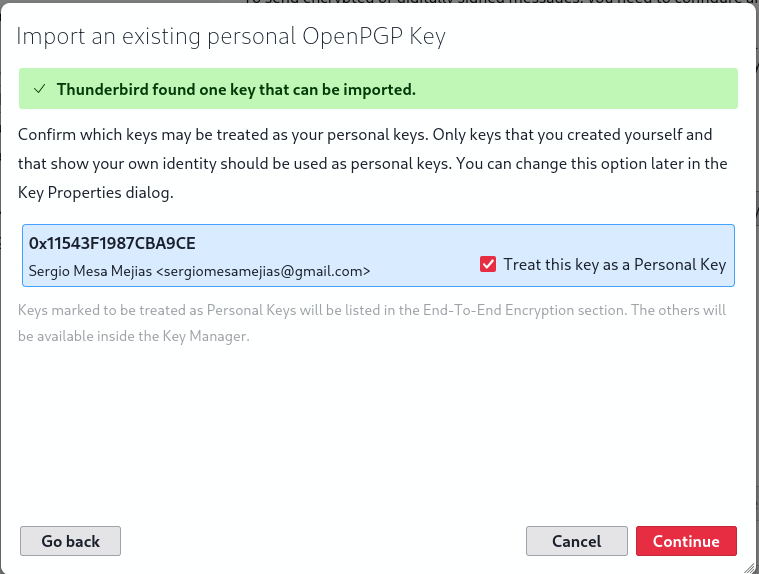 Import an existing personal OpenPGP Key
Thunderbird found one key that can be imported.
Confirm which keys may be treated as your personal keys. Only keys that you created yourself and
that show your own identity should be used as personal keys. You can change this option later in the
Key Properties dialog.
0x11543F1987CBA9CE
Sergio Mesa Mejias <sergiomesamejias@gmail.com>
Treat this key as a Personal Key
Keys marked to be treated as Personal Keys will be listed in the End-To-End Encryption section. The others will
be available inside the Key Manager.
Go back
Cancel
Continue